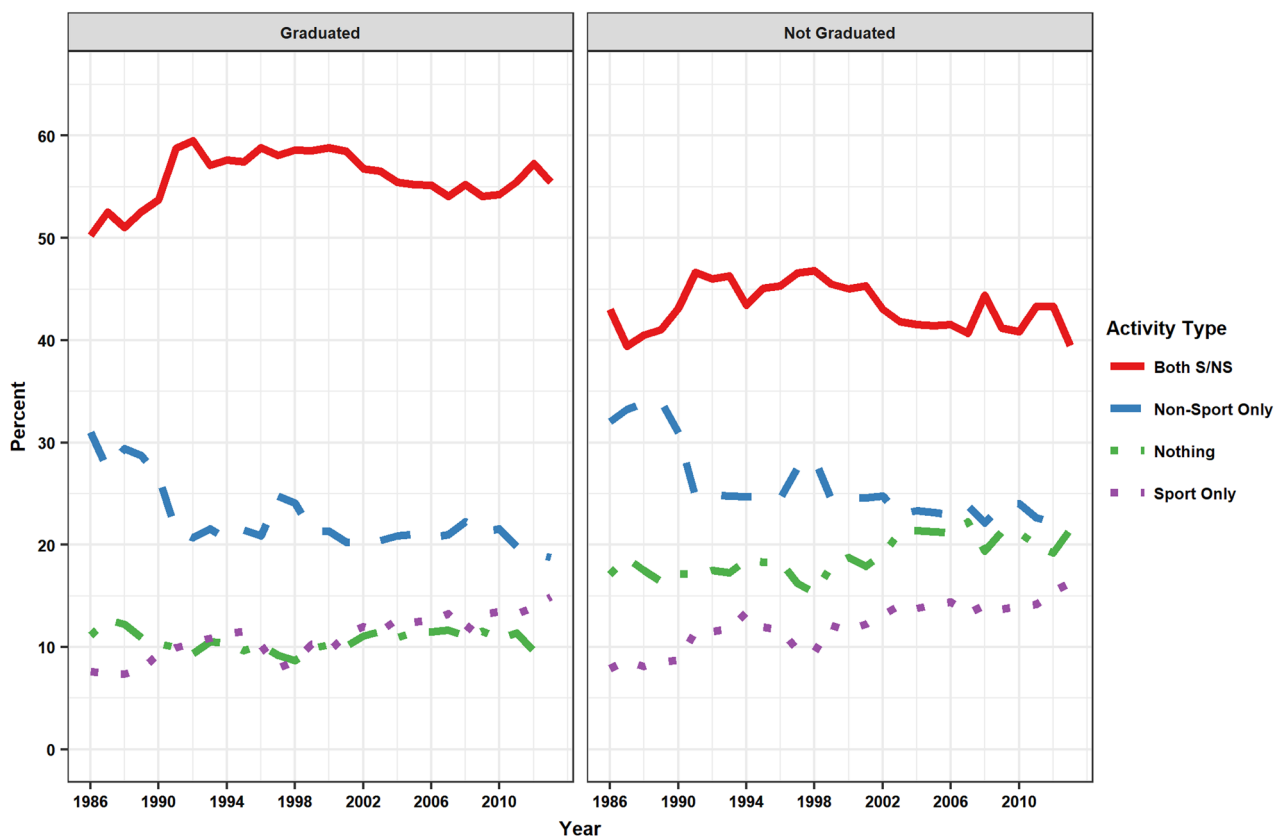 Graduated
Not Graduated
Percent
60
50
40
30
20
10
0
1986 1990 1994 1998 2002 2006 2010
1986 1990 1994 1998 2002 2006 2010
Year
Activity Type
Both S/NS
Non-Sport Only
Nothing
Sport Only